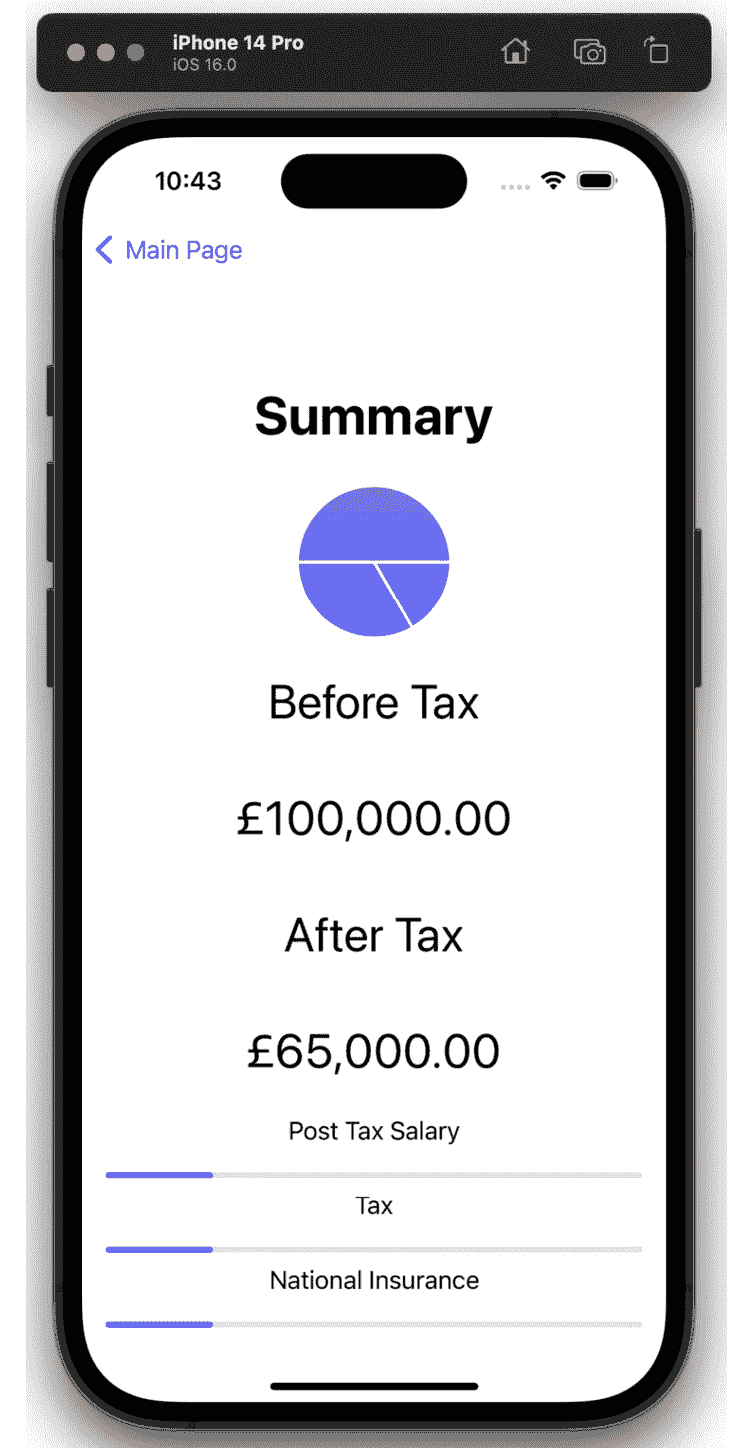 iPhone 14 Pro
iOS 16.0
10:43
Main Page
Summary
Before Tax
£100,000.00
After Tax
£65,000.00
Post Tax Salary
Tax
National Insurance